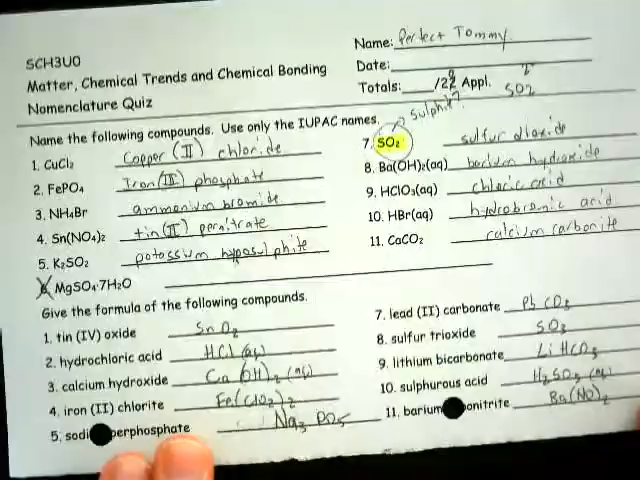 SCH3U0
Matter, Chemical Trends and Chemical Bonding
Nomenclature Quiz
Name: Perfect Tommy
Date:
Totals: /22 Appl.
SO₂ 2-
sulphite?
Name the following compounds. Use only the IUPAC names.
1. CuCl₂ Copper (II) chloride
2. FePO₄ Iron (III) phosphate
3. NH₄Br ammonium bromide
4. Sn(NO₄)₂ tin (II) pernitrate
5. K₂SO₂ potassium hyposulphite
6. MgSO₄·7H₂O
7. SO₂ sulfur dioxide
8. Ba(OH)₂(aq) barium hydroxide
9. HClO₃(aq) chloric acid
10. HBr(aq) hydrobromic acid
11. CaCO₂ calcium carbonite
Give the formula of the following compounds.
1. tin (IV) oxide SnO₂
2. hydrochloric acid HCl(aq)
3. calcium hydroxide Ca(OH)₂(aq)
4. iron (II) chlorite Fe(ClO₂)₂
5. sodi perphosphate Na₃PO₅
7. lead (II) carbonate PbCO₃
8. sulfur trioxide SO₃
9. lithium bicarbonate LiHCO₃
10. sulphurous acid H₂SO₃(aq)
11. barium onitrite Ba(NO)₂